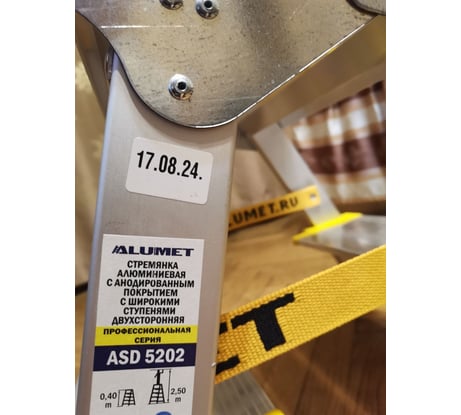 17.08.24.
ALUMET.RU
ALUMET
СТРЕМЯНКА
АЛЮМИНИЕВАЯ
С АНОДИРОВАННЫМ
ПОКРЫТИЕМ
С ШИРОКИМИ
СТУПЕНЯМИ
ДВУХСТОРОННЯЯ
ПРОФЕССИОНАЛЬНАЯ
СЕРИЯ
ASD 5202
0,40 m
2,50 m
ET